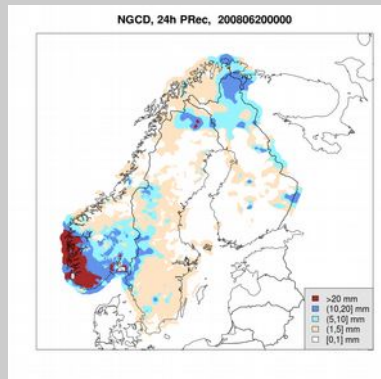 NGCD, 24h PRec, 200806200000
>20 mm
(10,20] mm
(5,10] mm
(1,5] mm
[0,1] mm